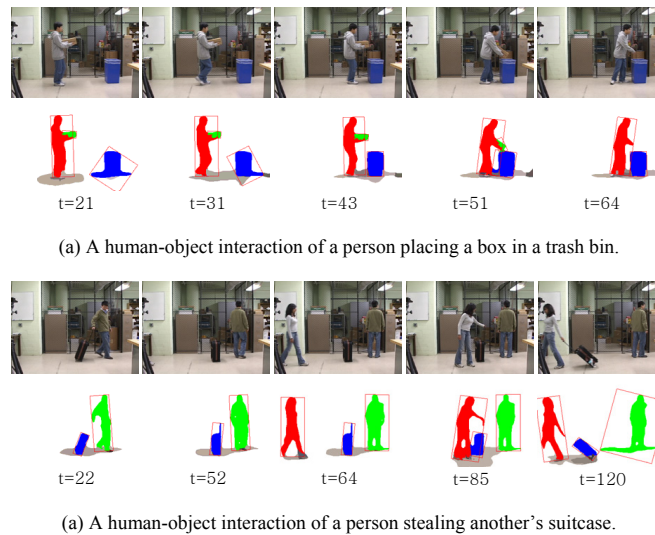 t=21 t=31 t=43 t=51 t=64
(a) A human-object interaction of a person placing a box in a trash bin.
t=22 t=52 t=64 t=85 t=120
(a) A human-object interaction of a person stealing another's suitcase.